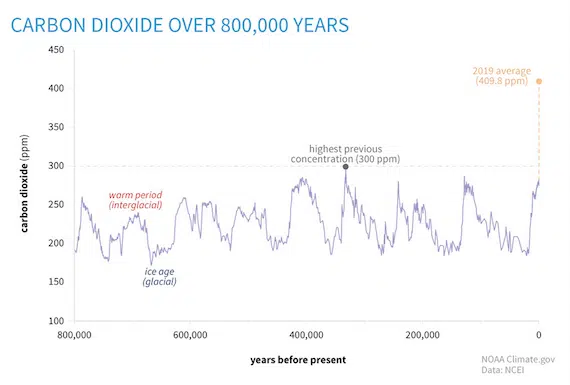 CARBON DIOXIDE OVER 800,000 YEARS
450
400
350
300
250
200
150
100
carbon dioxide (ppm)
2019 average
(409.8 ppm)
highest previous
concentration (300 ppm)
warm period
(interglacial)
ice age
(glacial)
800,000
600,000
400,000
200,000
0
years before present
NOAA Climate.gov
Data: NCEI